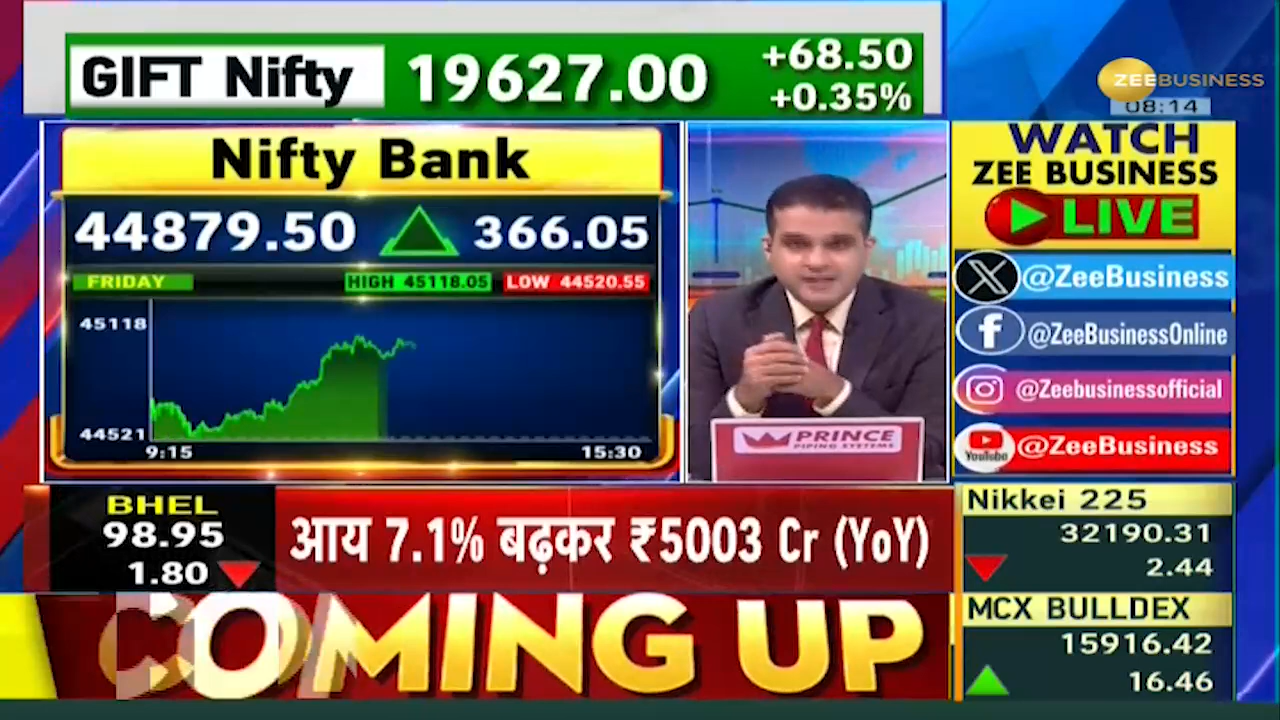 GIFT Nifty 19627.00 +68.50
+0.35%
ZEEBUSINESS
08:14
Nifty Bank
44879.50 366.05
FRIDAY HIGH 45118.05 LOW 44520.55
45118
44521
9:15 15:30
PRINCE
PIPING SYSTEMS
WATCH
ZEE BUSINESS
LIVE
@ZeeBusiness
@ZeeBusinessOnline
@Zeebusinessofficial
YouTube @ZeeBusiness
BHEL
98.95
1.80
आय 7.1% बढ़कर ₹5003 Cr (YoY)
Nikkei 225
32190.31
2.44
MCX BULLDEX
15916.42
16.46
COMING UP